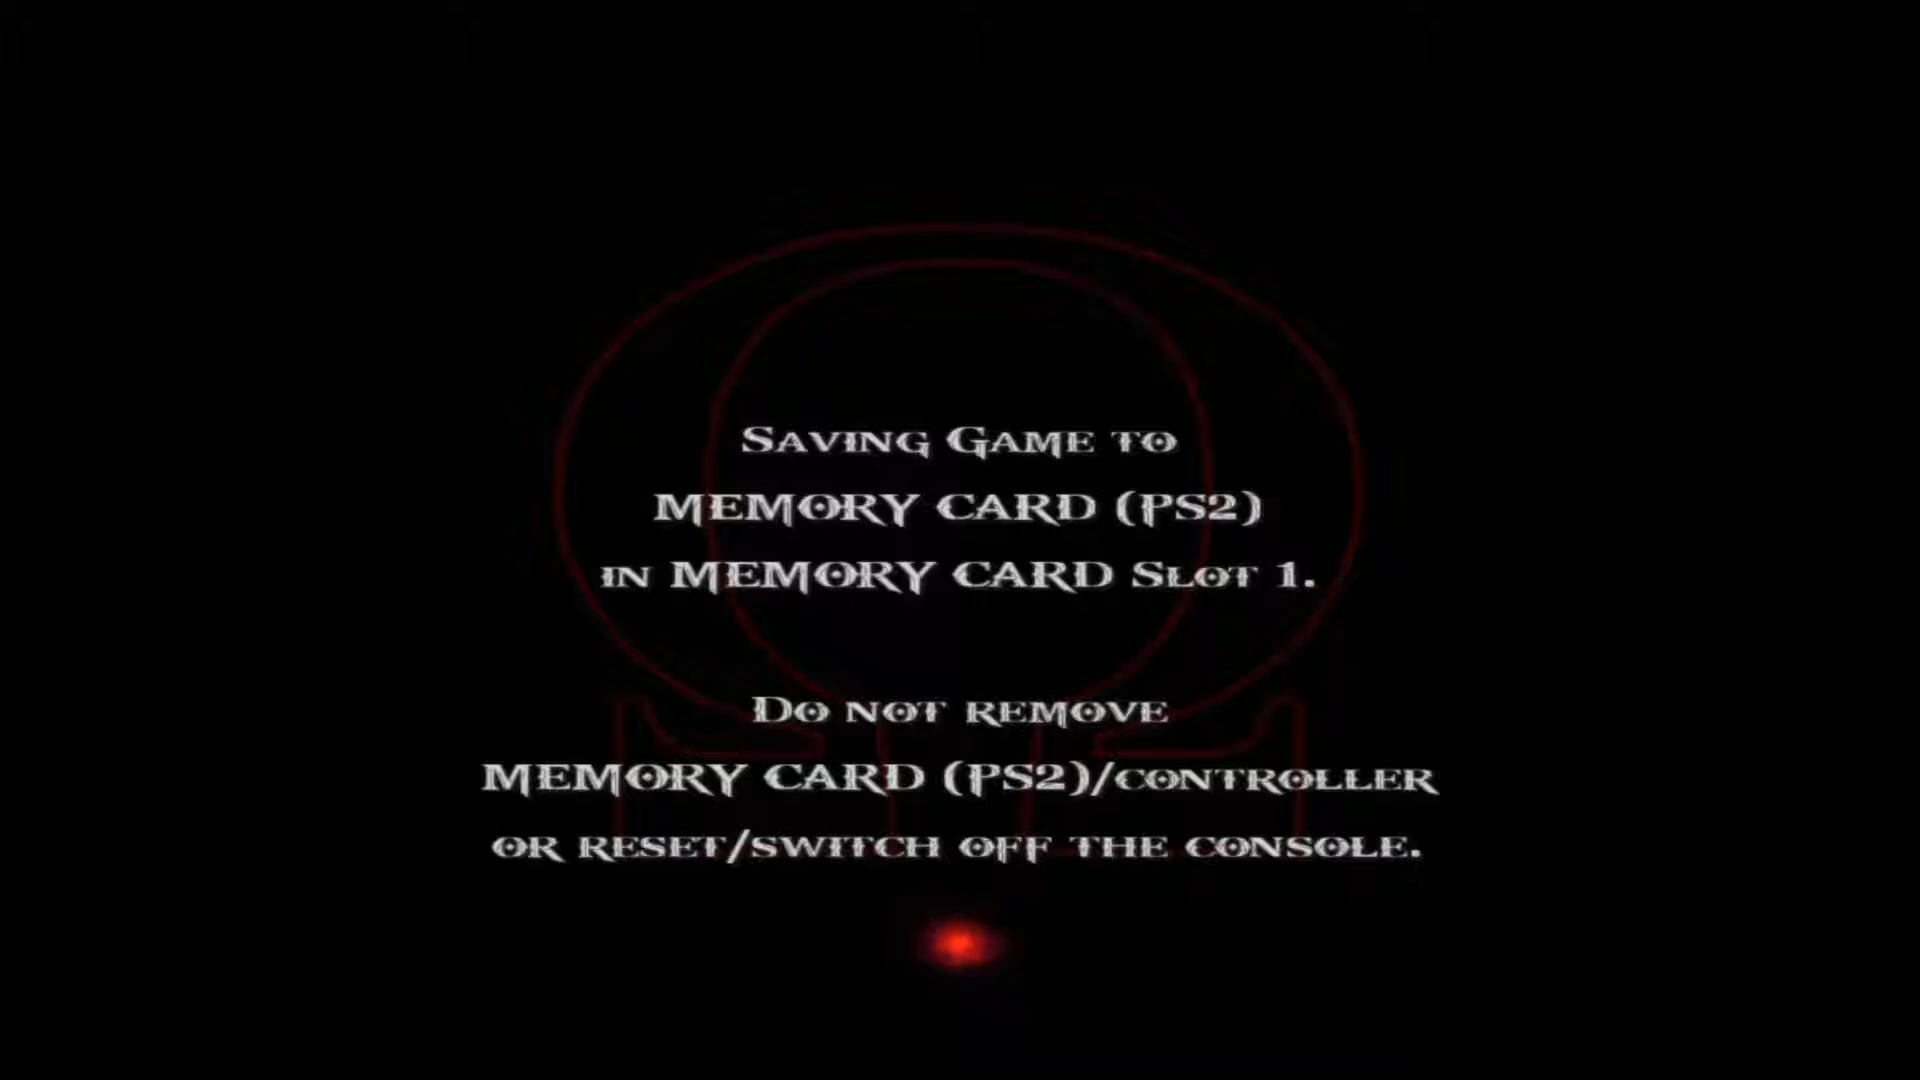 Saving Game to
MEMORY CARD (PS2)
in MEMORY CARD Slot 1.
Do not remove
MEMORY CARD (PS2)/controller
or reset/switch off the console.